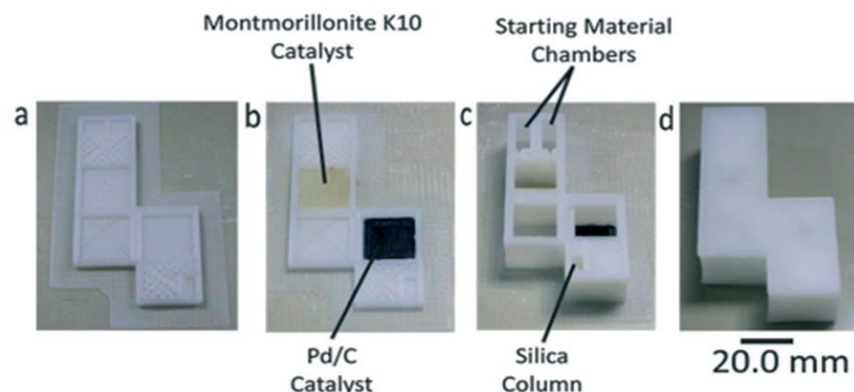 Montmorillonite K10
Catalyst
Starting Material
Chambers
a
b
c
d
Pd/C
Catalyst
Silica
Column
20.0 mm